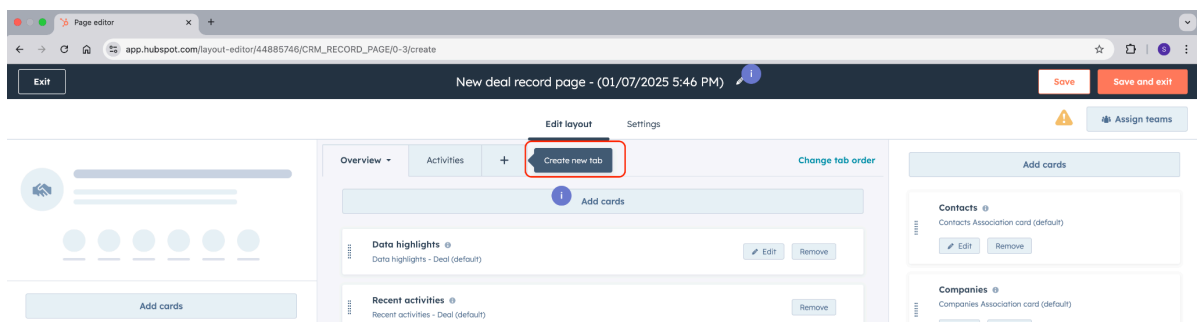 Page editor
app.hubspot.com/layout-editor/44885746/CRM_RECORD_PAGE/0-3/create
S
Exit
New deal record page - (01/07/2025 5:46 PM)
i
Save
Save and exit
Edit layout
Settings
Assign teams
Overview
Activities
+
Create new tab
Change tab order
Add cards
i
Add cards
Contacts
Contacts Association card (default)
Edit
Remove
Data highlights
Data highlights - Deal (default)
Edit
Remove
Add cards
Recent activities
Recent activities - Deal (default)
Remove
Companies
Companies Association card (default)